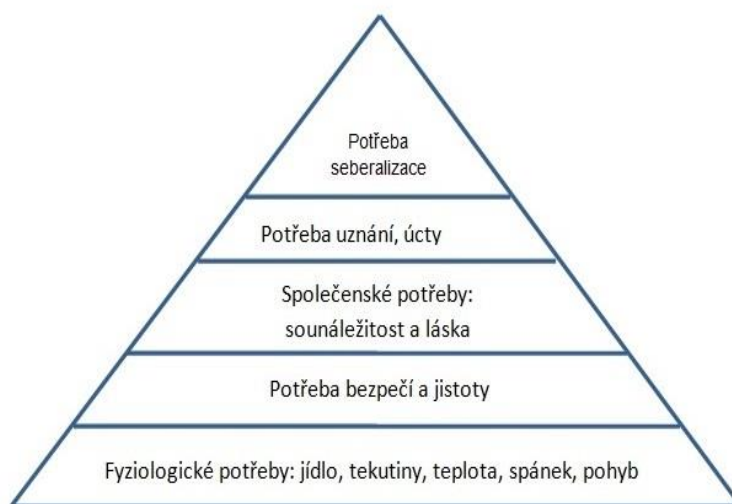 Potřeba
seberalizace
Potřeba uznání, úcty
Společenské potřeby:
sounáležitost a láska
Potřeba bezpečí a jistoty
Fyziologické potřeby: jídlo, tekutiny, teplota, spánek, pohyb